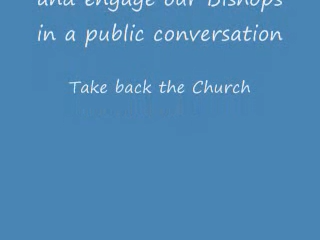 and engage our Bishops
in a public conversation
Take back the Church